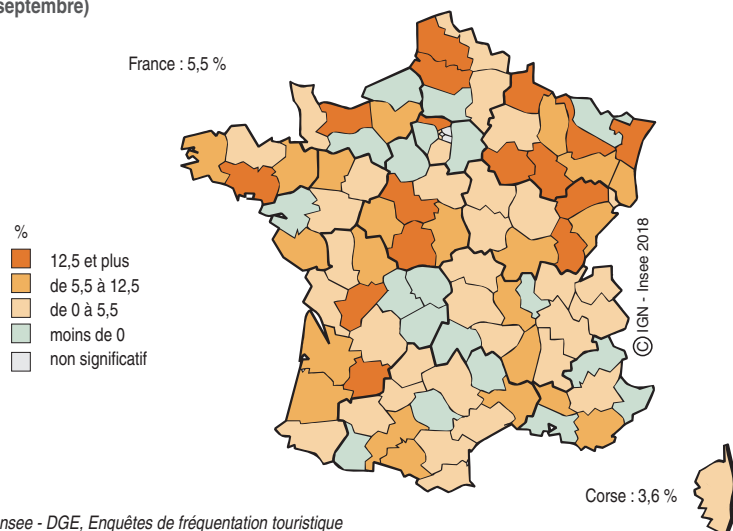 septembre)
France : 5,5 %
%
12,5 et plus
de 5,5 à 12,5
de 0 à 5,5
moins de 0
non significatif
© IGN - Insee 2018
Corse : 3,6 %
nsee - DGE, Enquêtes de fréquentation touristique